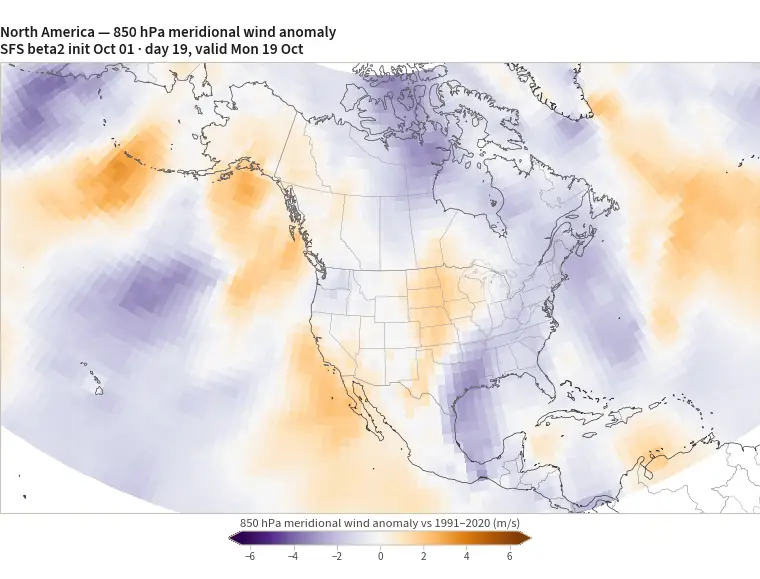 North America — 850 hPa meridional wind anomaly
SFS beta2 init Oct 01 · day 19, valid Mon 19 Oct
850 hPa meridional wind anomaly vs 1991–2020 (m/s)
−6 −4 −2 0 2 4 6